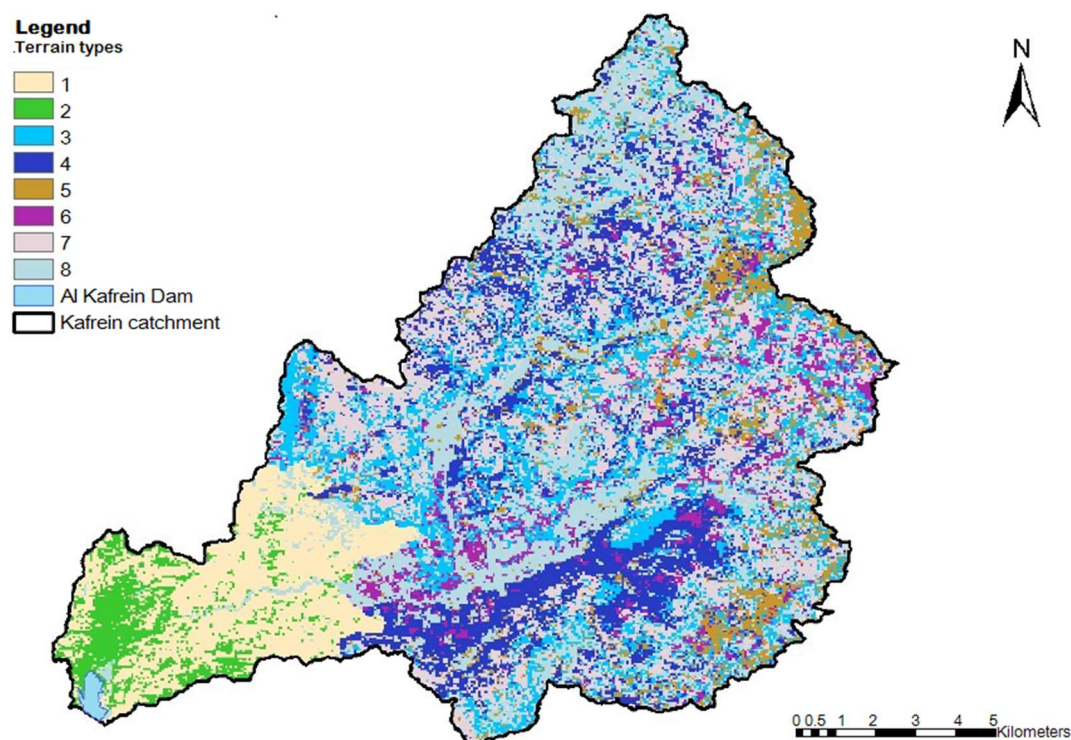 Legend
.Terrain types
1
2
3
4
5
6
7
8
Al Kafrein Dam
Kafrein catchment
N
0 0.5 1 2 3 4 5
Kilometers